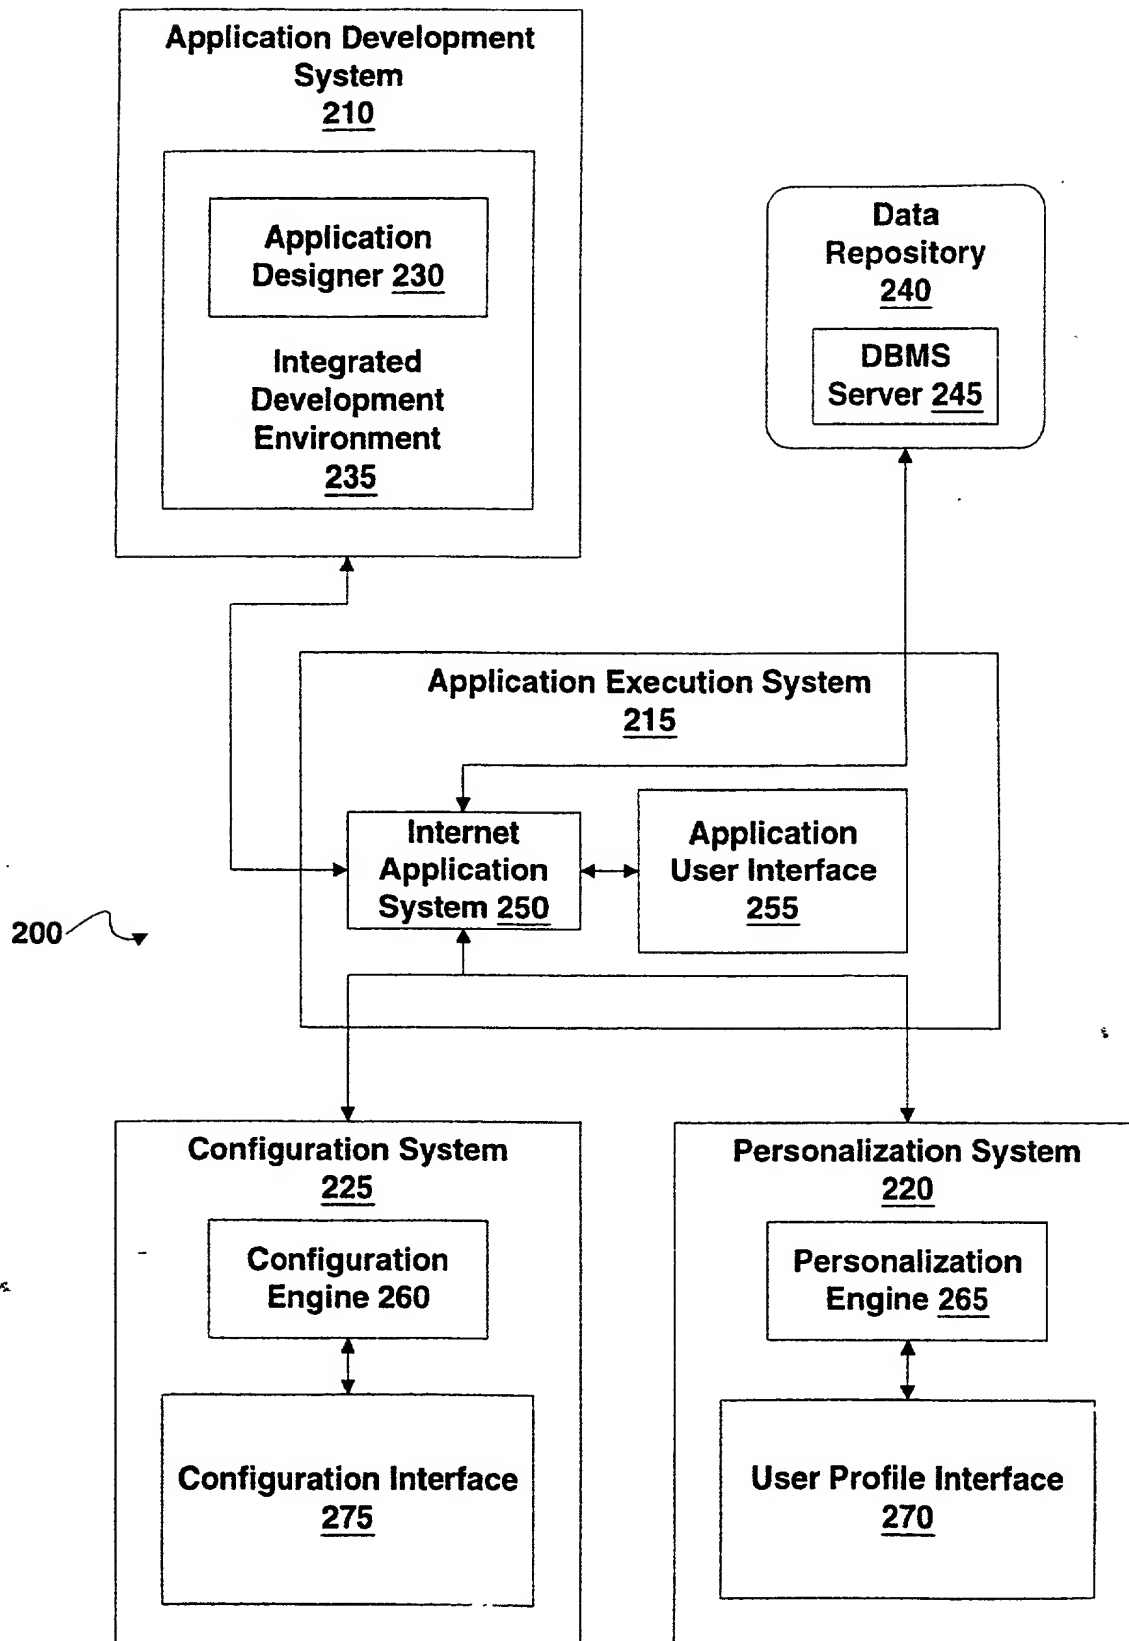 Application Development
System
210
Application
Designer 230
Integrated
Development
Environment
235
Data
Repository
240
DBMS
Server 245
Application Execution System
215
Internet
Application
System 250
Application
User Interface
255
200
Configuration System
225
Configuration
Engine 260
Configuration Interface
275
Personalization System
220
Personalization
Engine 265
User Profile Interface
270